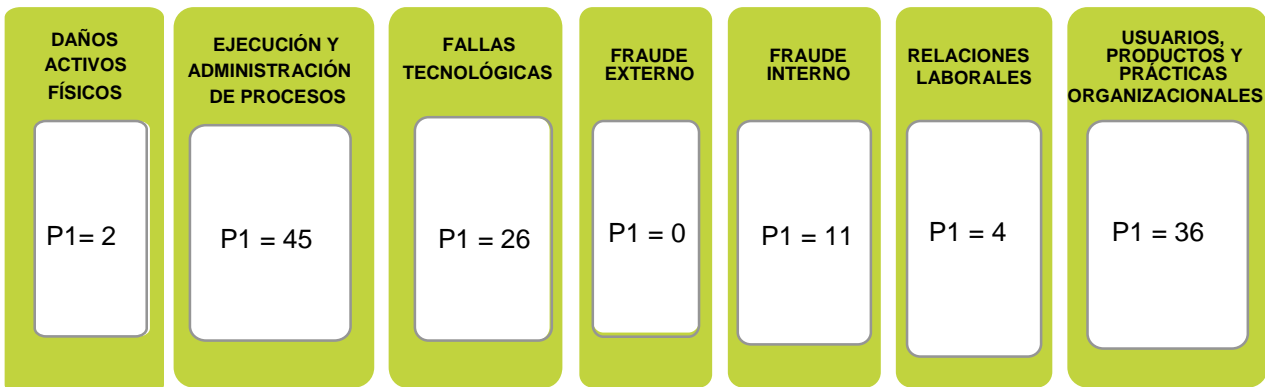 DAÑOS
ACTIVOS
FÍSICOS
P1= 2
EJECUCIÓN Y
ADMINISTRACIÓN
DE PROCESOS
P1 = 45
FALLAS
TECNOLÓGICAS
P1 = 26
FRAUDE
EXTERNO
P1 = 0
FRAUDE
INTERNO
P1 = 11
RELACIONES
LABORALES
P1 = 4
USUARIOS,
PRODUCTOS Y
PRÁCTICAS
ORGANIZACIONALES
P1 = 36